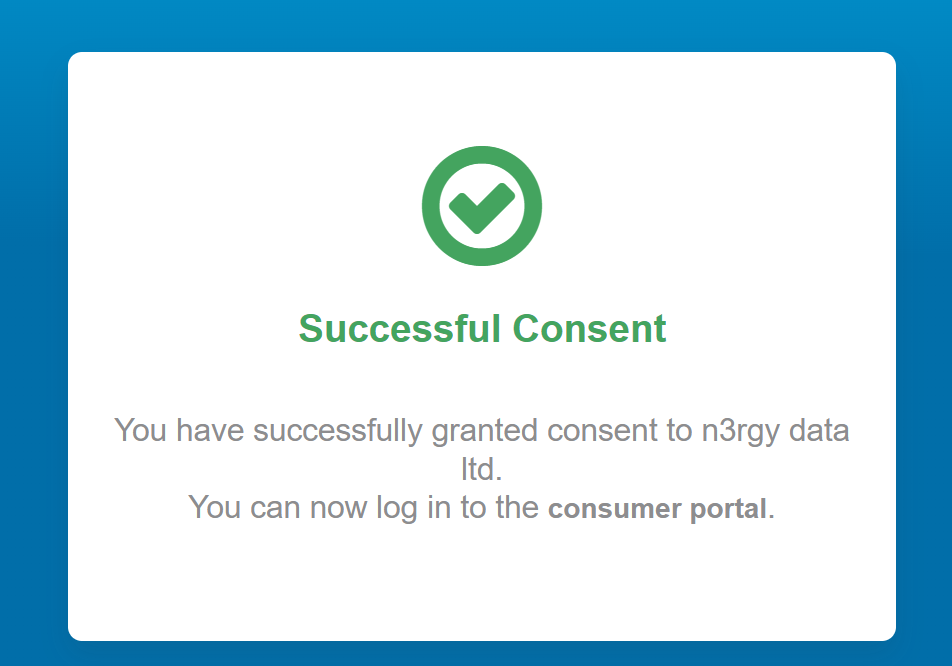 Successful Consent
You have successfully granted consent to n3rgy data
ltd.
You can now log in to the consumer portal.